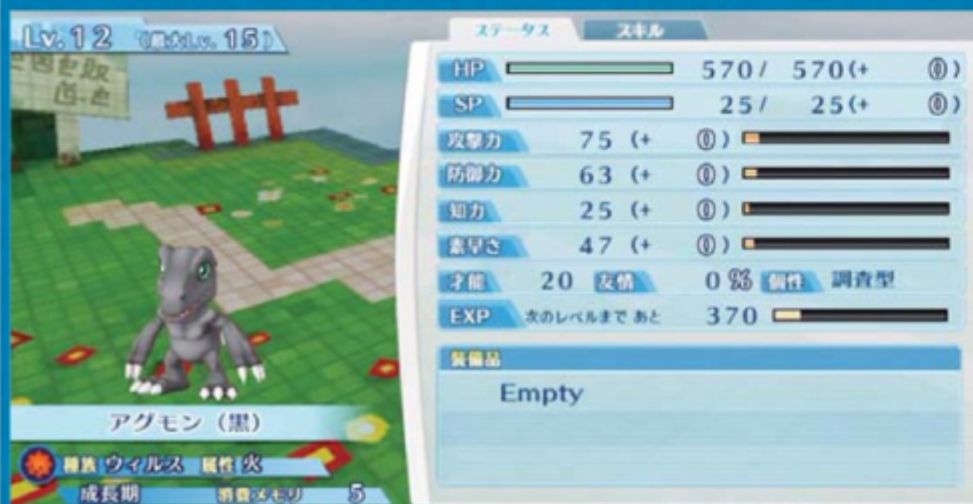 Lv.12 (最大Lv. 15)
ステータス スキル
HP 570/ 570(+ 0)
SP 25/ 25(+ 0)
攻撃力 75 (+ 0)
防御力 63 (+ 0)
知力 25 (+ 0)
素早さ 47 (+ 0)
才能 20 友情 0% 個性 調査型
EXP 次のレベルまで あと 370
装備品
Empty
アグモン（黒）
種族 ウィルス 属性 火
成長期 消費メモリ 5